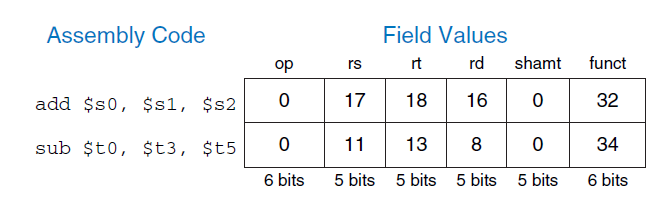 Assembly Code Field Values
op rs rt rd shamt funct
add $s0, $s1, $s2 0 17 18 16 0 32
sub $t0, $t3, $t5 0 11 13 8 0 34
6 bits 5 bits 5 bits 5 bits 5 bits 6 bits